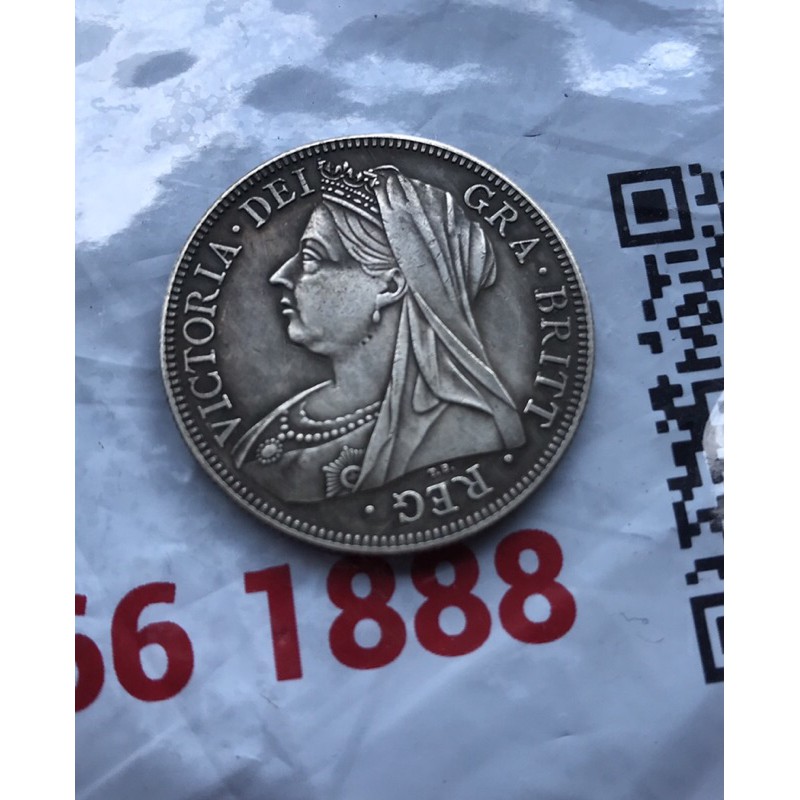 VICTORIA · DEI GRA · BRITT · REG ·
T.B.
66 1888